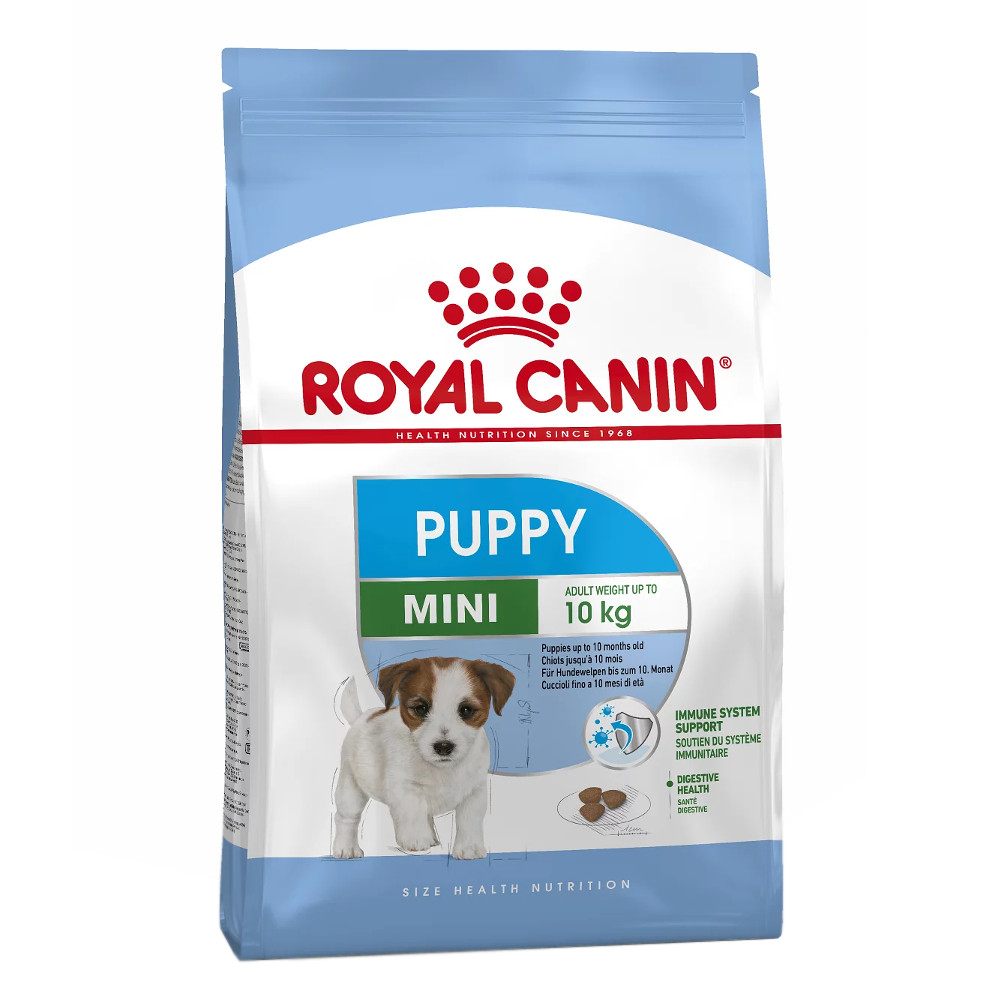 ROYAL CANIN®
HEALTH NUTRITION SINCE 1968
PUPPY
MINI
ADULT WEIGHT UP TO
10 kg
Puppies up to 10 months old
Chiots jusqu'à 10 mois
Für Hundewelpen bis zum 10. Monat
Cuccioli fino a 10 mesi di età
IMMUNE SYSTEM
SUPPORT
SOUTIEN DU SYSTÈME
IMMUNITAIRE
DIGESTIVE
HEALTH
SANTÉ
DIGESTIVE
1cm
SIZE HEALTH NUTRITION